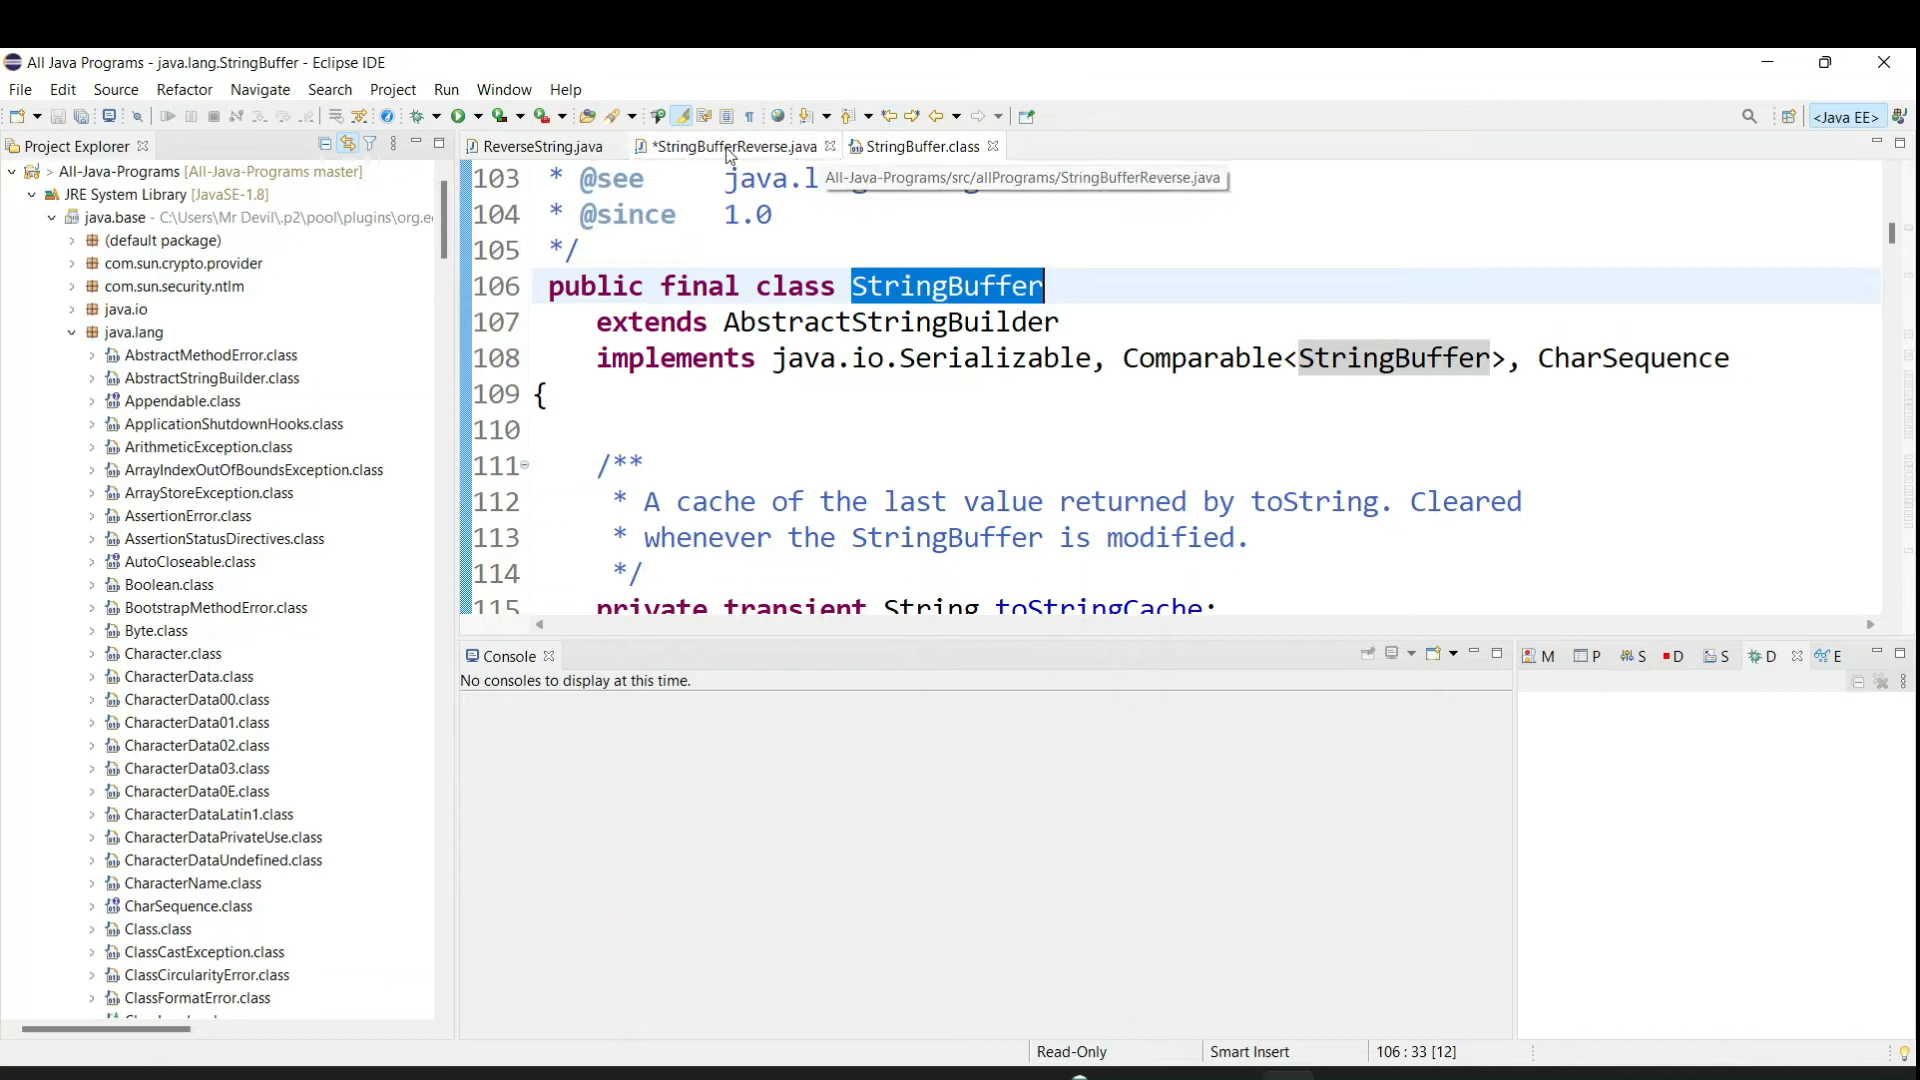 All Java Programs - java.lang.StringBuffer - Eclipse IDE
File Edit Source Refactor Navigate Search Project Run Window Help
<Java EE>
Project Explorer
ReverseString.java *StringBufferReverse.java StringBuffer.class
All-Java-Programs/src/allPrograms/StringBufferReverse.java
> All-Java-Programs [All-Java-Programs master]
JRE System Library [JavaSE-1.8]
java.base - C:\Users\Mr Devil\.p2\pool\plugins\org.e
(default package)
com.sun.crypto.provider
com.sun.security.ntlm
java.io
java.lang
AbstractMethodError.class
AbstractStringBuilder.class
Appendable.class
ApplicationShutdownHooks.class
ArithmeticException.class
ArrayIndexOutOfBoundsException.class
ArrayStoreException.class
AssertionError.class
AssertionStatusDirectives.class
AutoCloseable.class
Boolean.class
BootstrapMethodError.class
Byte.class
Character.class
CharacterData.class
CharacterData00.class
CharacterData01.class
CharacterData02.class
CharacterData03.class
CharacterData0E.class
CharacterDataLatin1.class
CharacterDataPrivateUse.class
CharacterDataUndefined.class
CharacterName.class
CharSequence.class
Class.class
ClassCastException.class
ClassCircularityError.class
ClassFormatError.class
103 * @see java.l
104 * @since 1.0
105 */
106 public final class StringBuffer
107 extends AbstractStringBuilder
108 implements java.io.Serializable, Comparable<StringBuffer>, CharSequence
109 {
110
111 /**
112 * A cache of the last value returned by toString. Cleared
113 * whenever the StringBuffer is modified.
114 */
115 private transient String toStringCache;
Console
No consoles to display at this time.
M P S D S D E
Read-Only Smart Insert 106 : 33 [12]